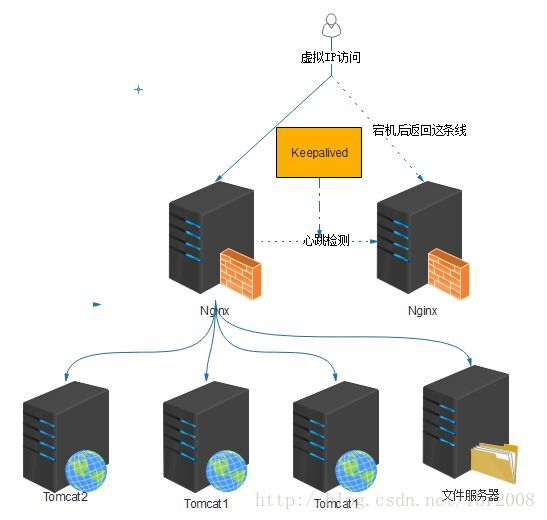 虚拟IP访问
宕机后返回这条线
Keepalived
心跳检测
Nginx
Nginx
Tomcat2
Tomcat1
Tomcat1
文件服务器